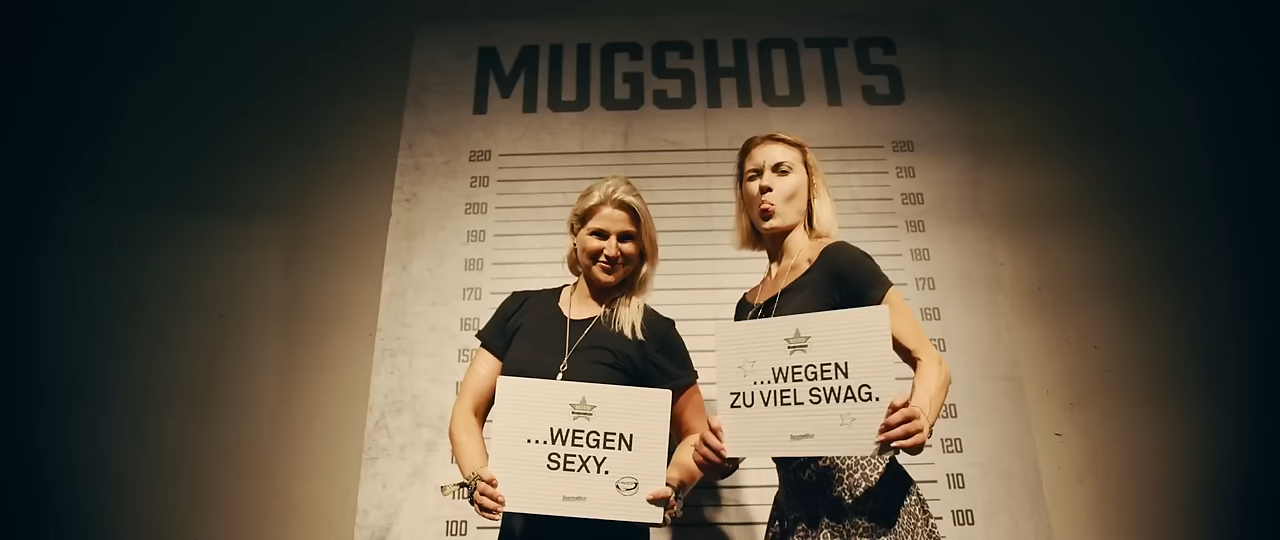 MUGSHOTS
220 220
210 210
200 200
190 190
180 180
170 170
160 160
150
...WEGEN
ZU VIEL SWAG.
...WEGEN
SEXY.
120
110
100 100